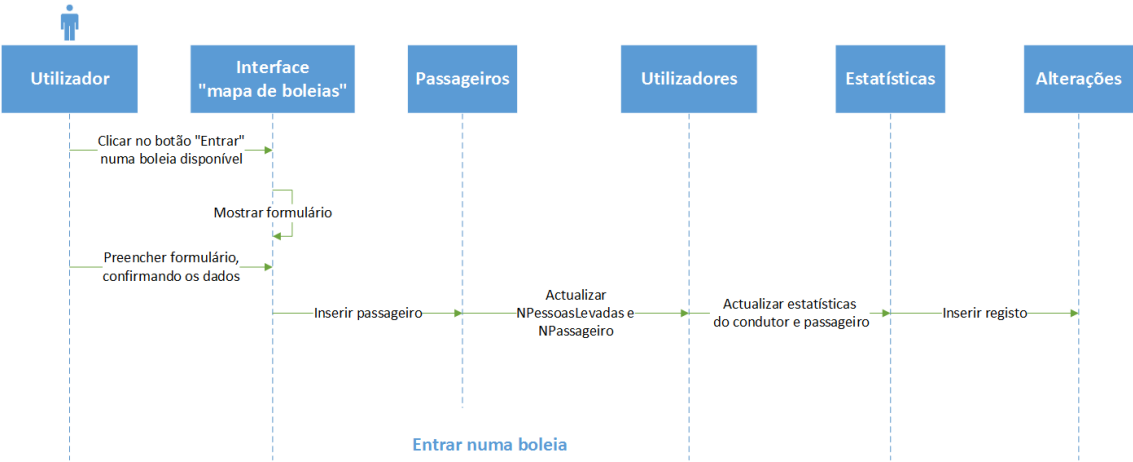 Utilizador
Interface
"mapa de boleias"
Passageiros
Utilizadores
Estatísticas
Alterações
Clicar no botão "Entrar"
numa boleia disponível
Mostrar formulário
Preencher formulário,
confirmando os dados
Inserir passageiro
Actualizar
NPessoasLevadas e
NPassageiro
Actualizar estatísticas
do condutor e passageiro
Inserir registo
Entrar numa boleia